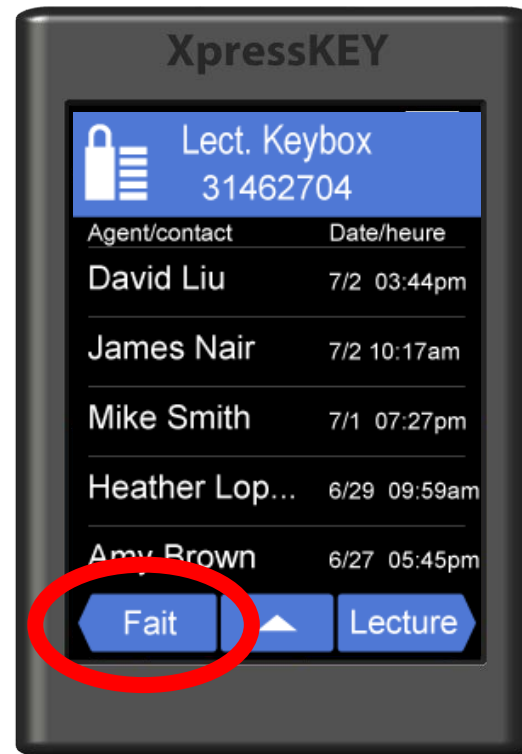 XpressKEY
Lect. Keybox
31462704
Agent/contact Date/heure
David Liu 7/2 03:44pm
James Nair 7/2 10:17am
Mike Smith 7/1 07:27pm
Heather Lop... 6/29 09:59am
Amy Brown 6/27 05:45pm
Fait Lecture